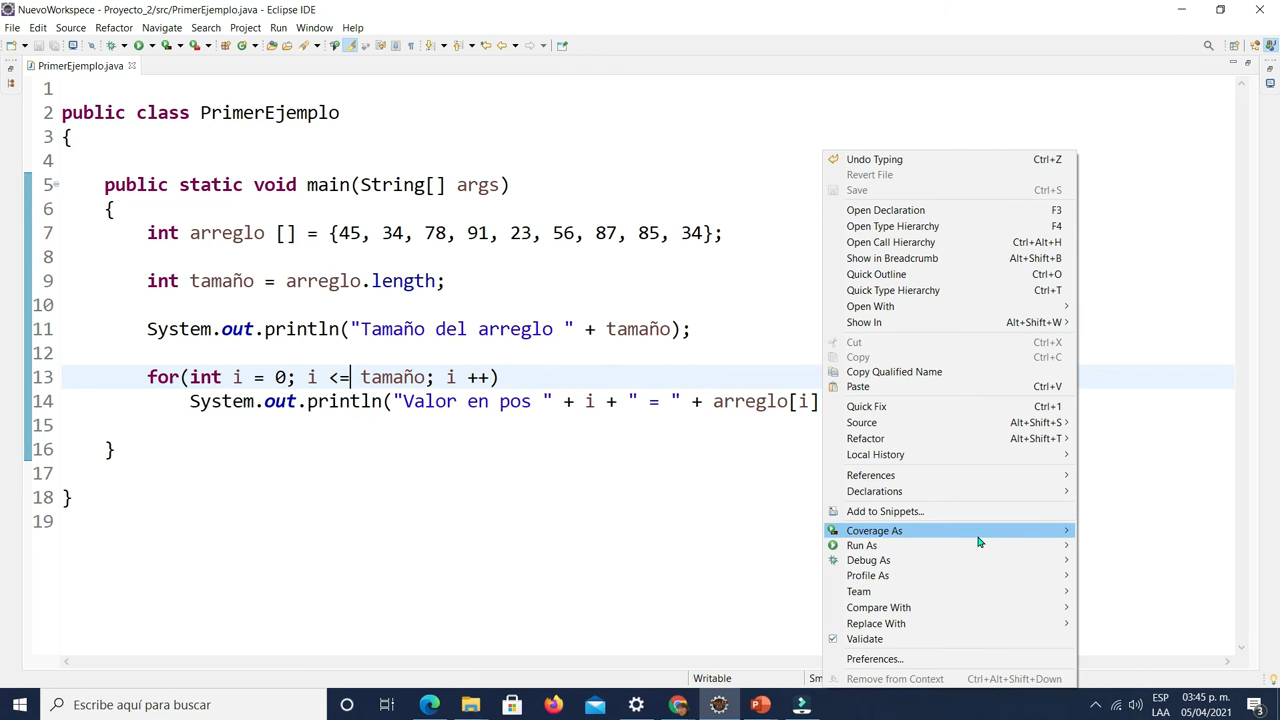 NuevoWorkspece - Proyecto_2/src/PrimerEjemplo.java - Eclipse IDE
File Edit Source Refactor Navigate Search Project Run Window Help
PrimerEjemplo.java
1
2 public class PrimerEjemplo
3 {
4
5 public static void main(String[] args)
6 {
7 int arreglo [] = {45, 34, 78, 91, 23, 56, 87, 85, 34};
8
9 int tamaño = arreglo.length;
10
11 System.out.println("Tamaño del arreglo " + tamaño);
12
13 for(int i = 0; i <= tamaño; i ++)
14 System.out.println("Valor en pos " + i + " = " + arreglo[i]
15
16 }
17
18 }
19
Undo Typing Ctrl+Z
Revert File
Save Ctrl+S
Open Declaration F3
Open Type Hierarchy F4
Open Call Hierarchy Ctrl+Alt+H
Show in Breadcrumb Alt+Shift+B
Quick Outline Ctrl+O
Quick Type Hierarchy Ctrl+T
Open With
Show In Alt+Shift+W
Cut Ctrl+X
Copy Ctrl+C
Copy Qualified Name
Paste Ctrl+V
Quick Fix Ctrl+1
Source Alt+Shift+S
Refactor Alt+Shift+T
Local History
References
Declarations
Add to Snippets...
Coverage As
Run As
Debug As
Profile As
Team
Compare With
Replace With
Validate
Preferences...
Remove from Context Ctrl+Alt+Shift+Down
Writable Sm
Escribe aquí para buscar
ESP 03:45 p. m.
LAA 05/04/2021
3